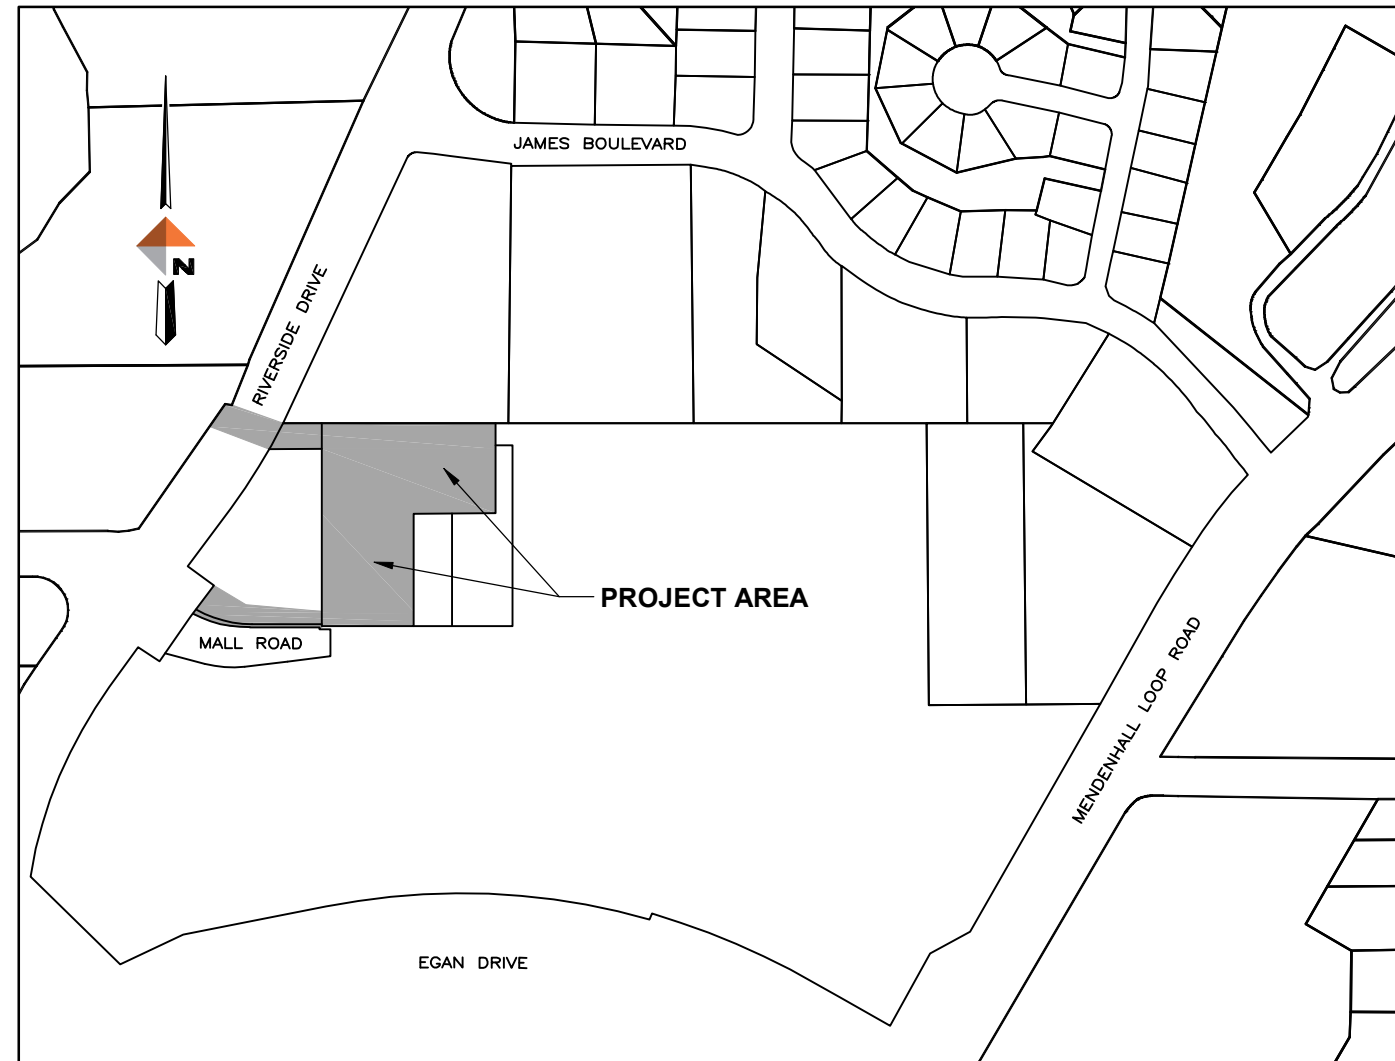 JAMES BOULEVARD
N
RIVERSIDE DRIVE
PROJECT AREA
MALL ROAD
MENDENHALL LOOP ROAD
EGAN DRIVE